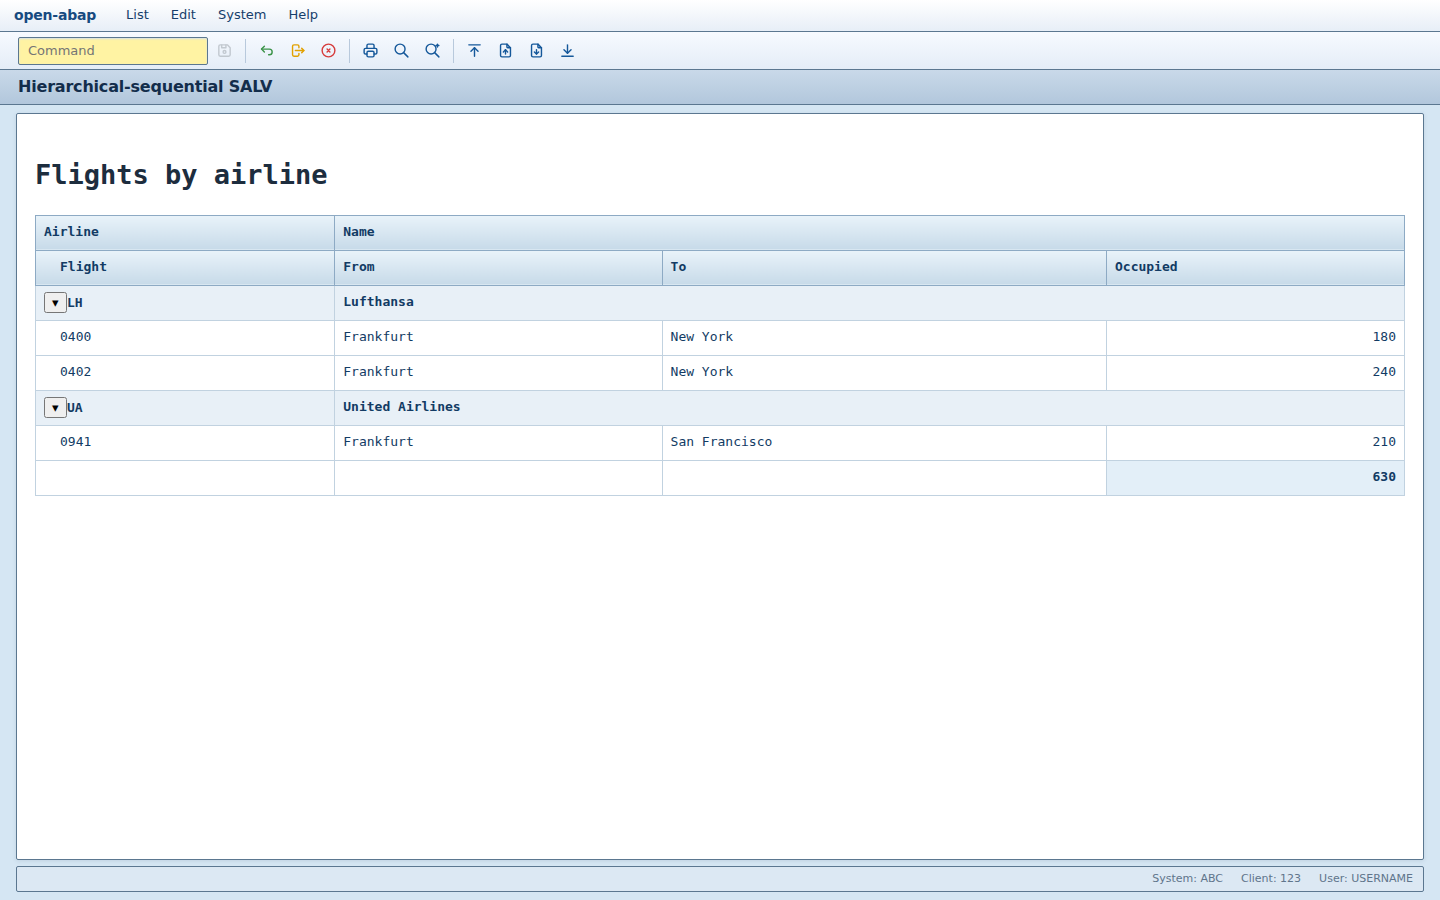 open-abap List Edit System Help
Command
Hierarchical-sequential SALV
Flights by airline
Airline Name
Flight From To Occupied
▼ LH Lufthansa
0400 Frankfurt New York 180
0402 Frankfurt New York 240
▼ UA United Airlines
0941 Frankfurt San Francisco 210
630
System: ABC Client: 123 User: USERNAME